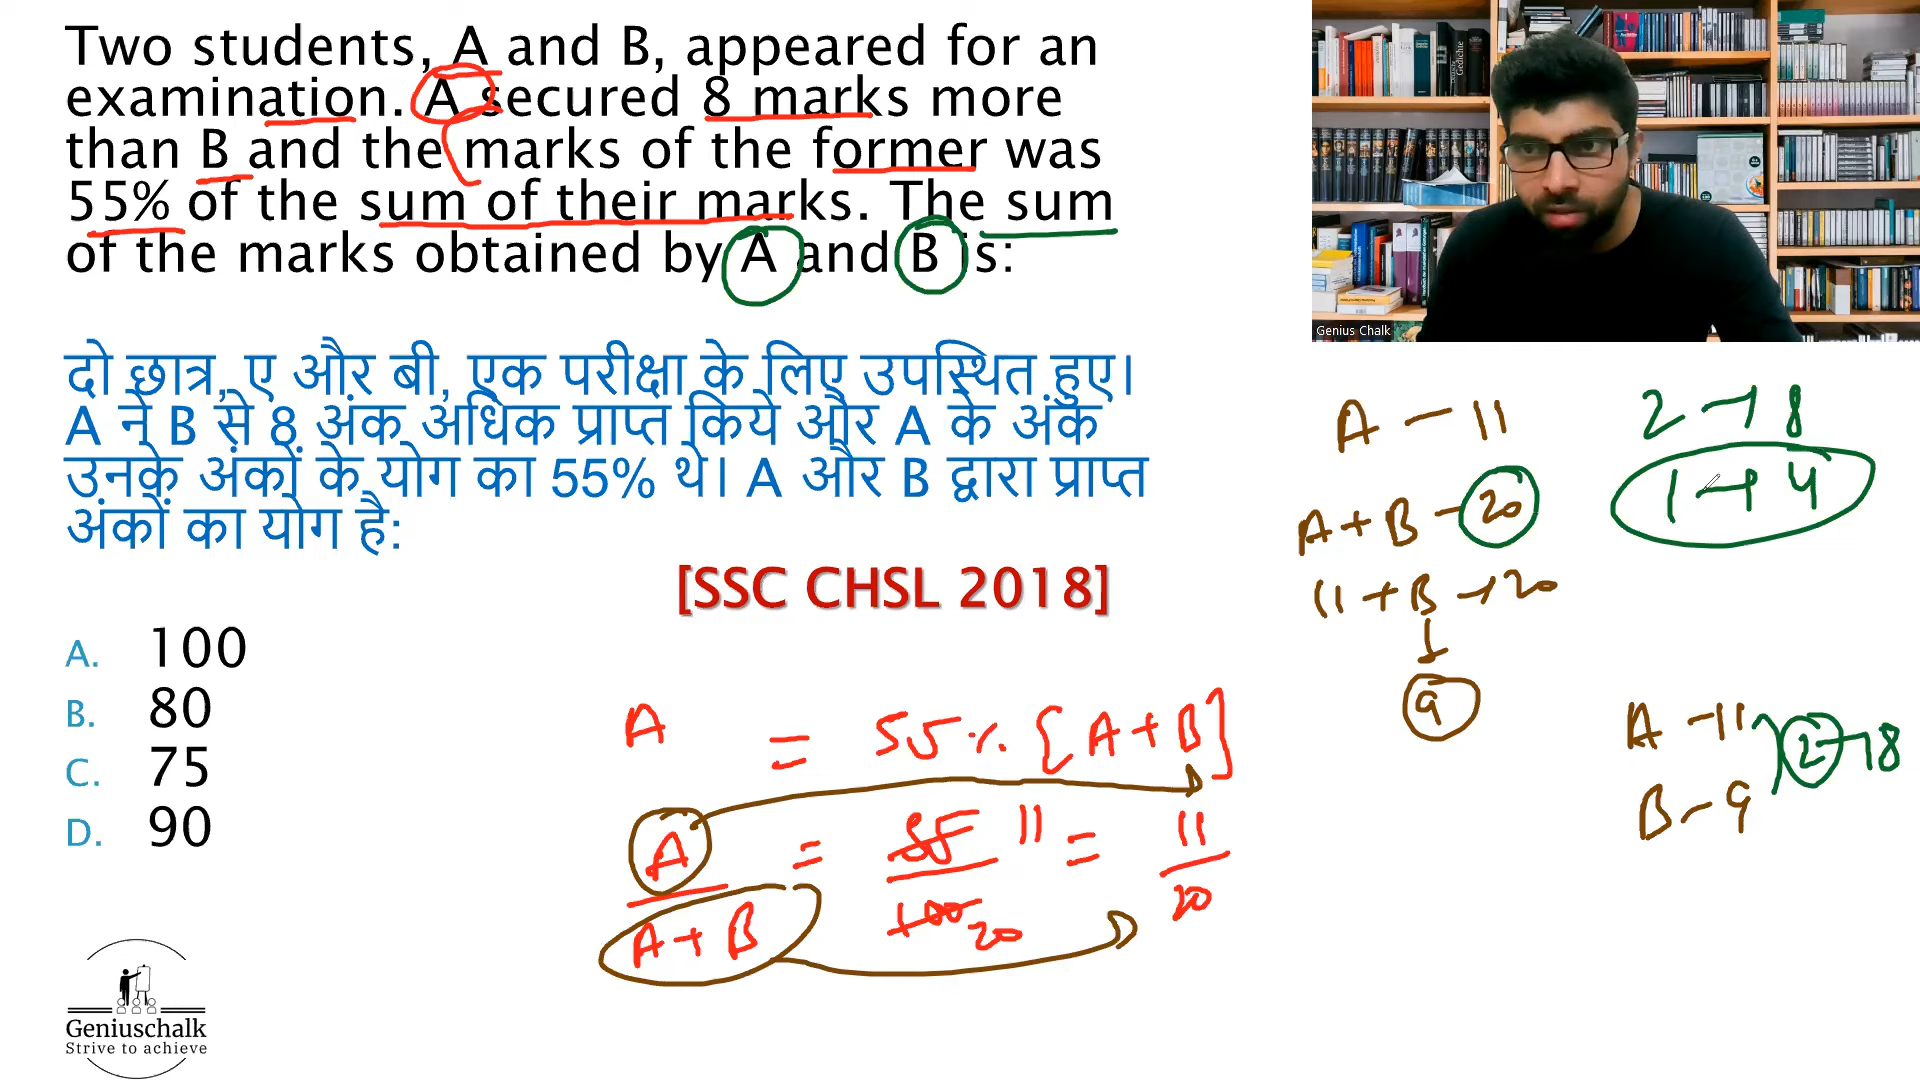 Two students, A and B, appeared for an
examination. A secured 8 marks more
than B and the marks of the former was
55% of the sum of their marks. The sum
of the marks obtained by A and B is:
दो छात्र, ए और बी, एक परीक्षा के लिए उपस्थित हुए।
A ने B से 8 अंक अधिक प्राप्त किये और A के अंक
उनके अंकों के योग का 55% थे। A और B द्वारा प्राप्त
अंकों का योग है:
[SSC CHSL 2018]
A. 100
B. 80
C. 75
D. 90
A = 55% [A+B]
A = 55 11 = 11
A+B 100 20 20
A - 11
A+B - 20
11 + B → 20
9
2 → 8
1 → 4
A - 11
B - 9
2 → 8
Genius Chalk
Geniuschalk
Strive to achieve